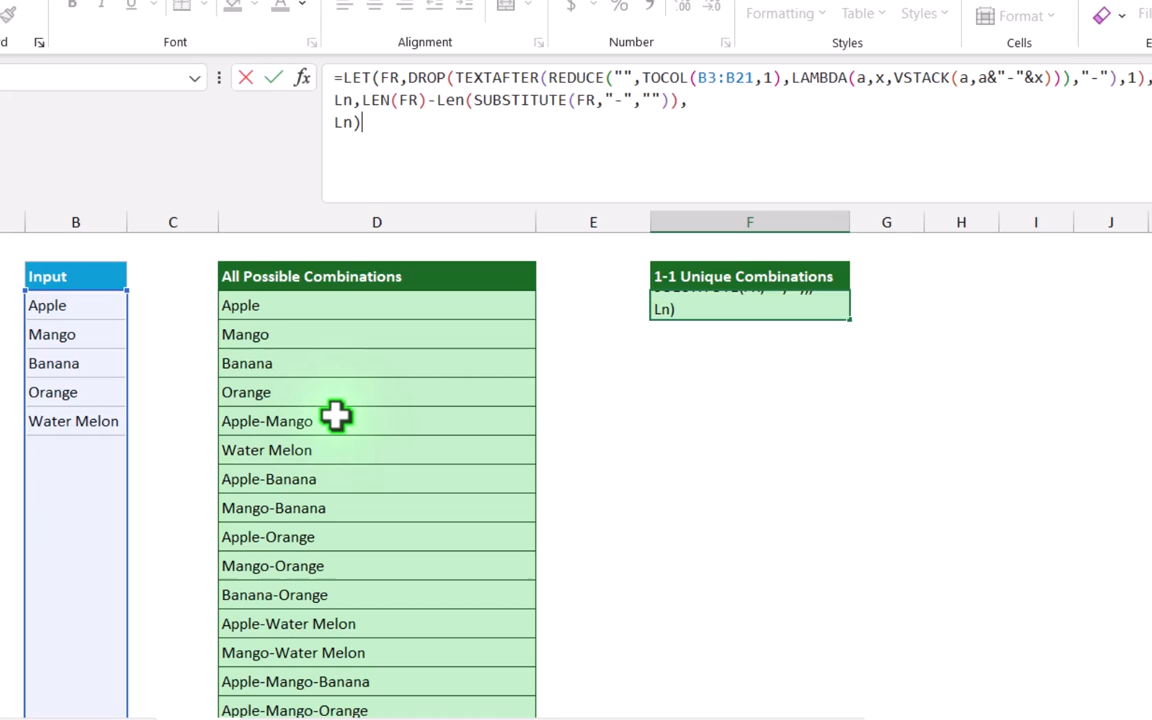 $ % 9 .00
Formatting Table Styles Format
Font Alignment Number Styles Cells
fx =LET(FR,DROP(TEXTAFTER(REDUCE("",TOCOL(B3:B21,1),LAMBDA(a,x,VSTACK(a,a&"-"&x))),"-"),1),
Ln,LEN(FR)-Len(SUBSTITUTE(FR,"-","")),
Ln)
B C D E F G H I J
Input All Possible Combinations 1-1 Unique Combinations
Apple Apple Ln)
Mango Mango
Banana Banana
Orange Orange
Water Melon Apple-Mango
Water Melon
Apple-Banana
Mango-Banana
Apple-Orange
Mango-Orange
Banana-Orange
Apple-Water Melon
Mango-Water Melon
Apple-Mango-Banana
Apple-Mango-Orange